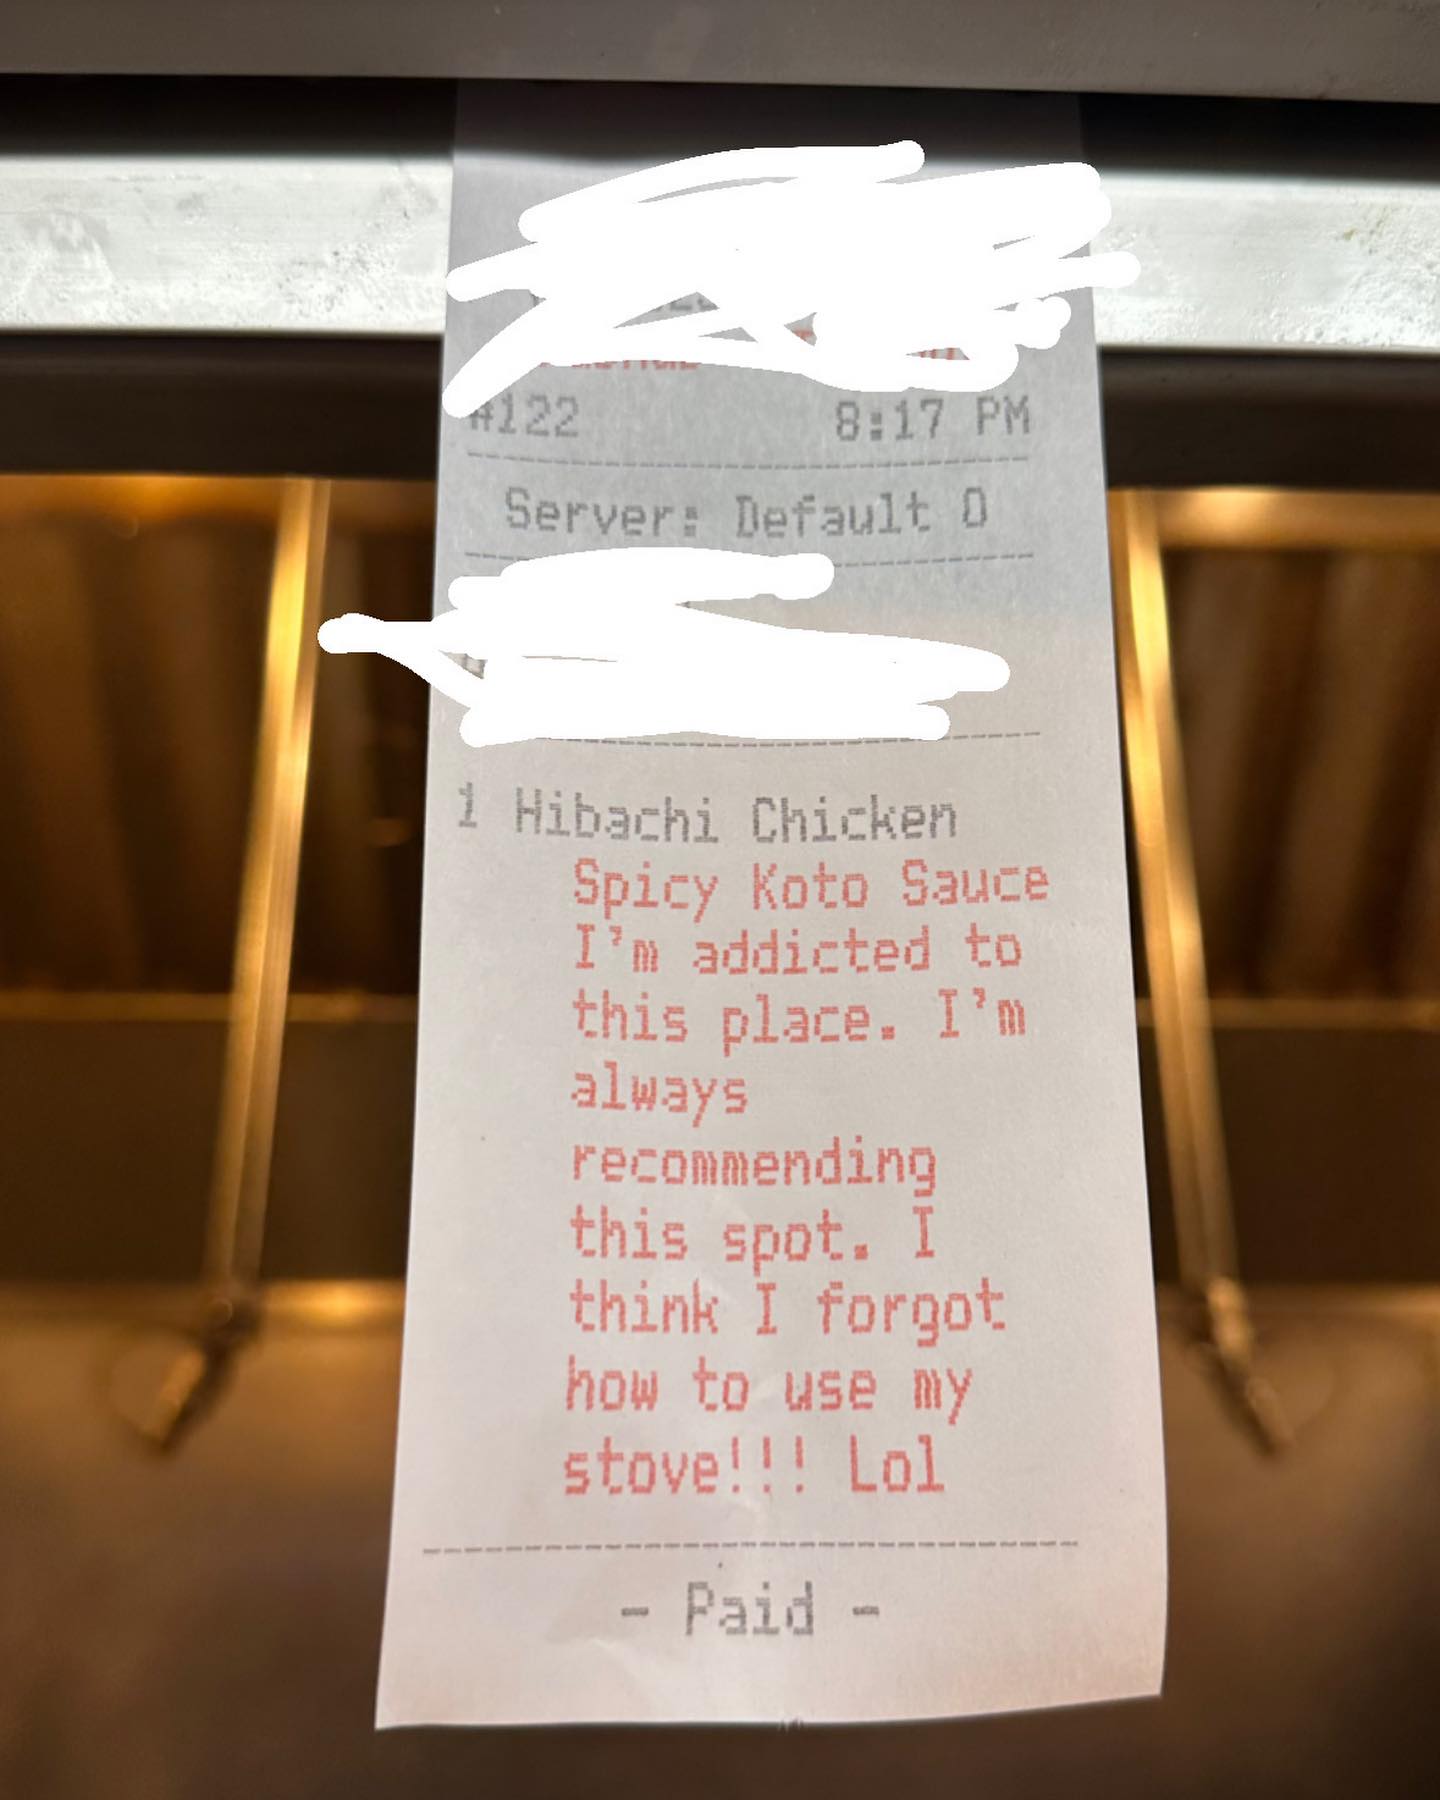 #122 8:17 PM
Server: Default O
1 Hibachi Chicken
Spicy Koto Sauce
I'm addicted to
this place. I'm
always
recommending
this spot. I
think I forgot
how to use my
stove!!! Lol
- Paid -